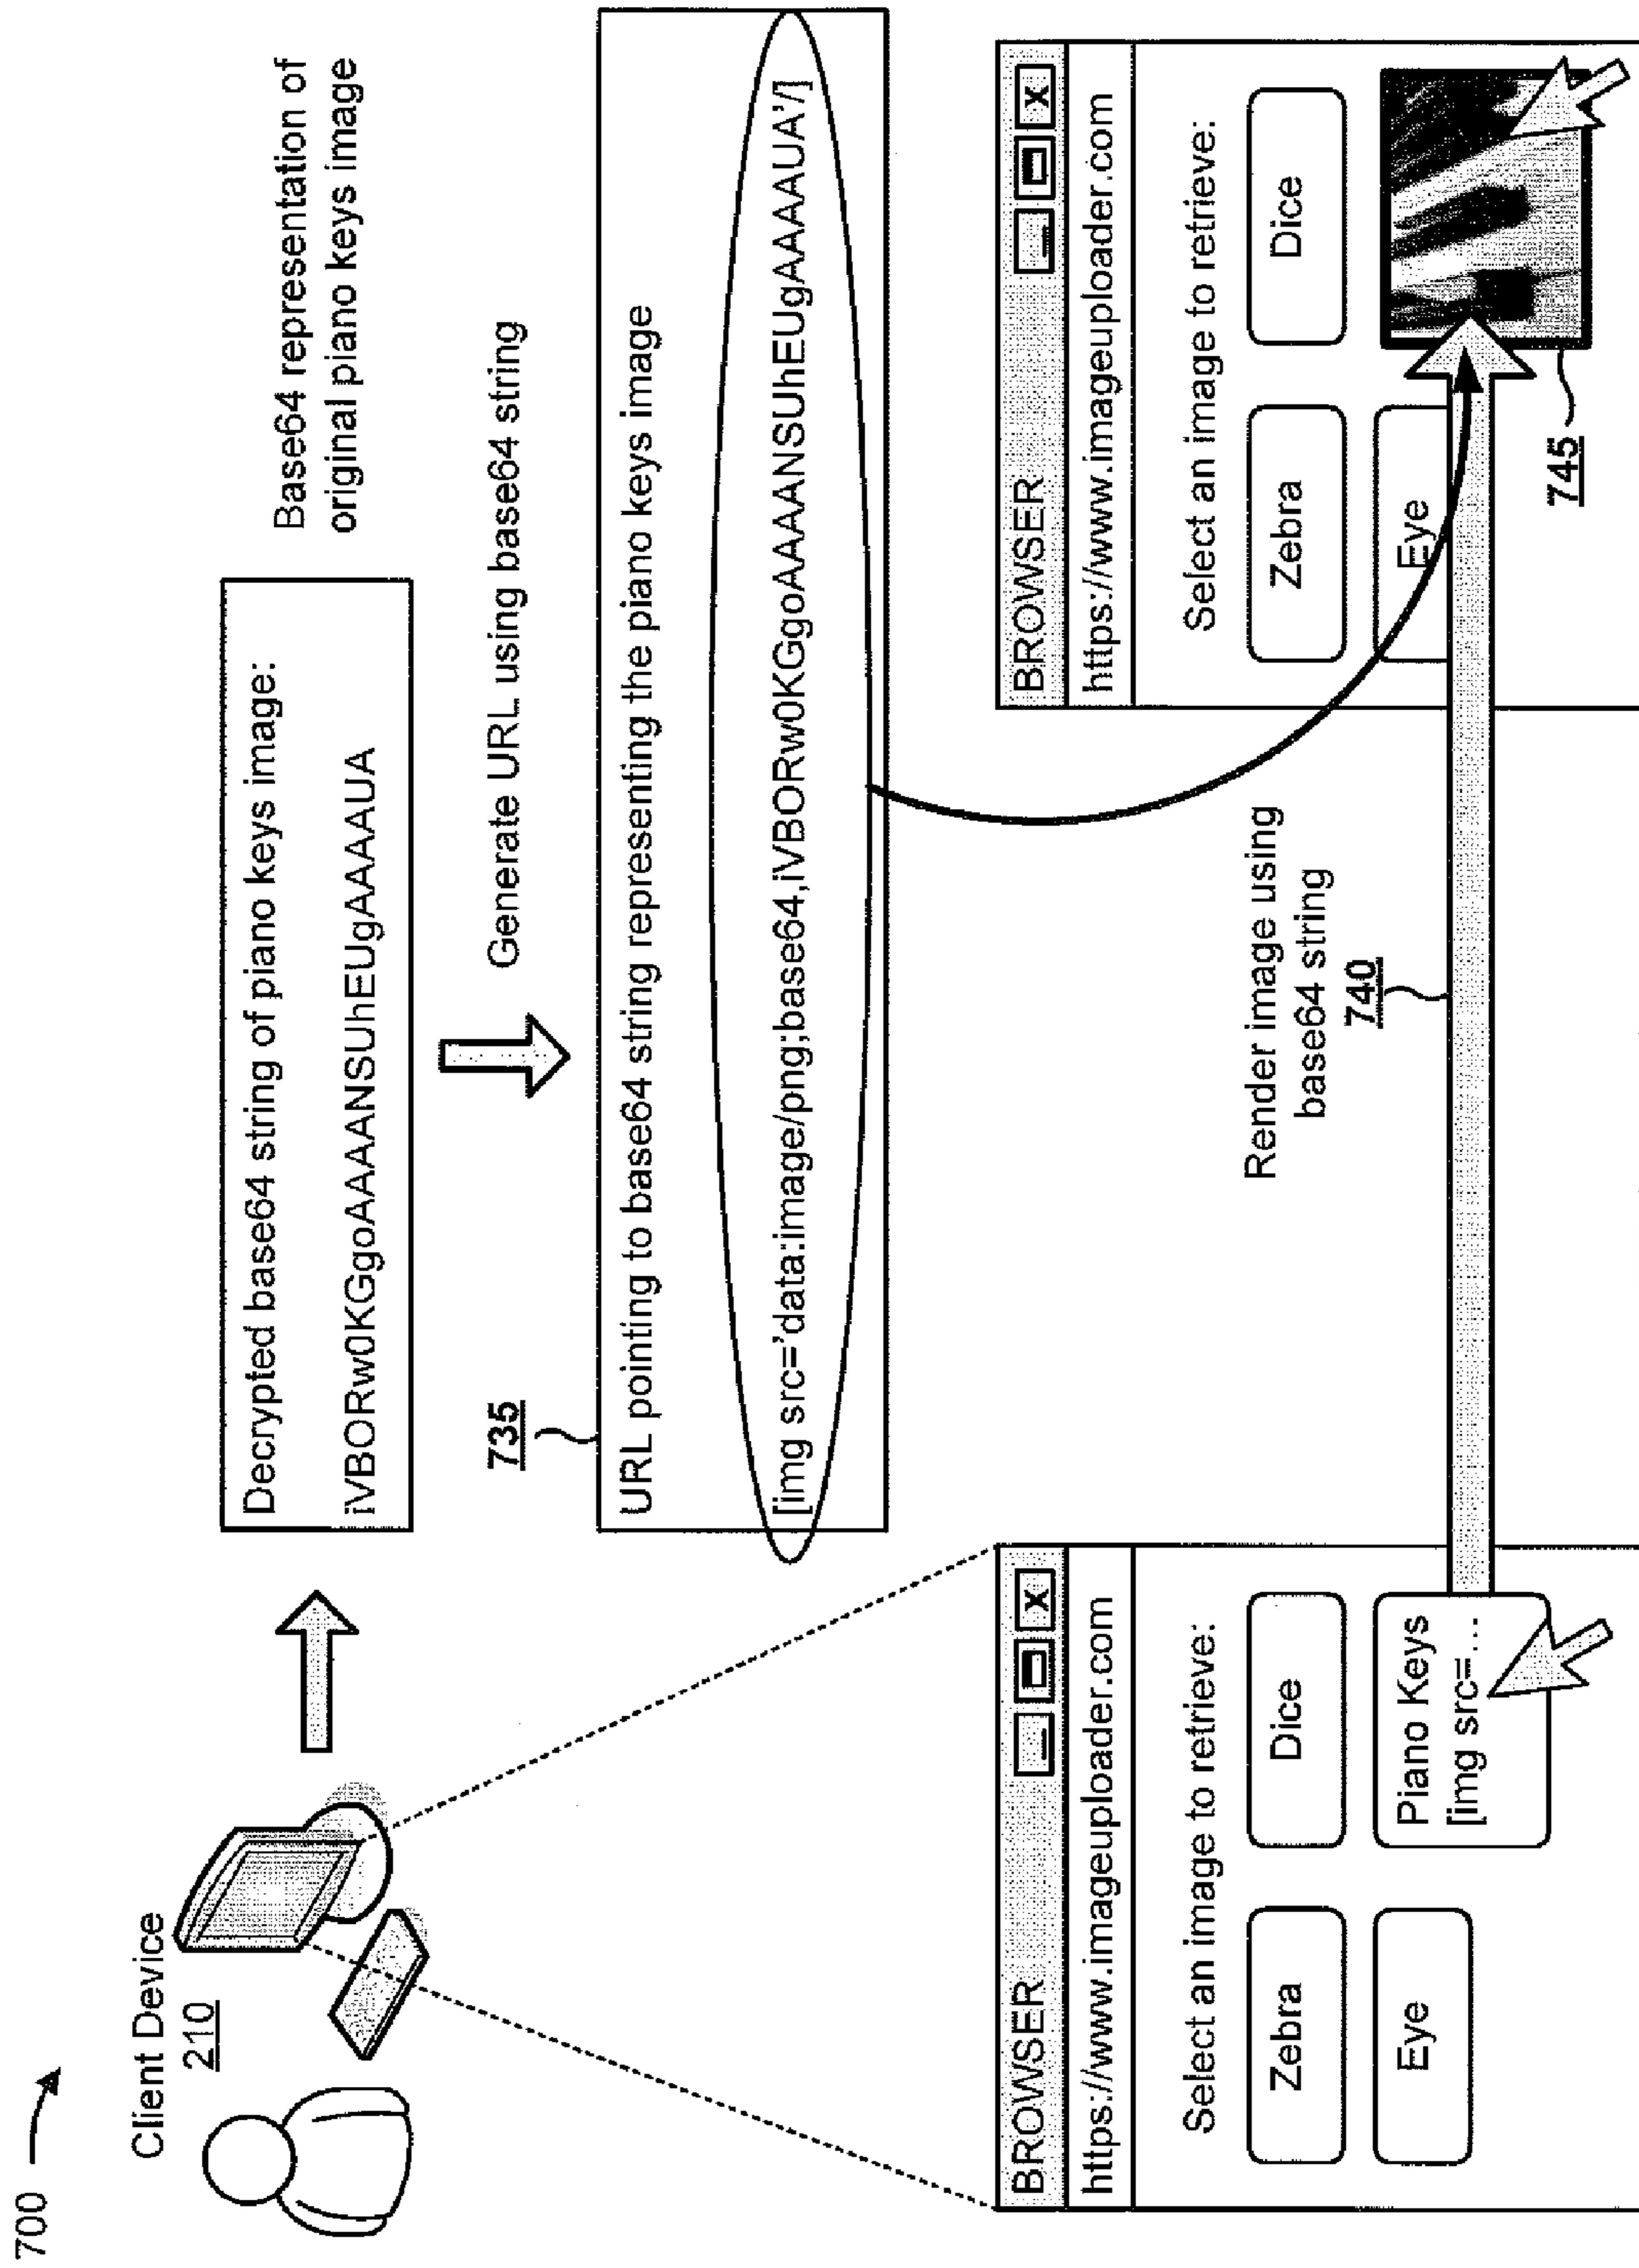 700
Client Device
210
Decrypted base64 string of piano keys image:
iVBORw0KGgoAAAANSUhEUgAAAAUA
Base64 representation of
original piano keys image
Generate URL using base64 string
735
URL pointing to base64 string representing the piano keys image
[img src='data:image/png;base64,iVBORw0KGgoAAAANSUhEUgAAAAUA'/]
BROWSER
https://www.imageuploader.com
Select an image to retrieve:
Zebra
Dice
Eye
Piano Keys
[img src=...
Render image using
base64 string
740
BROWSER
https://www.imageuploader.com
Select an image to retrieve:
Zebra
Dice
Eye
745